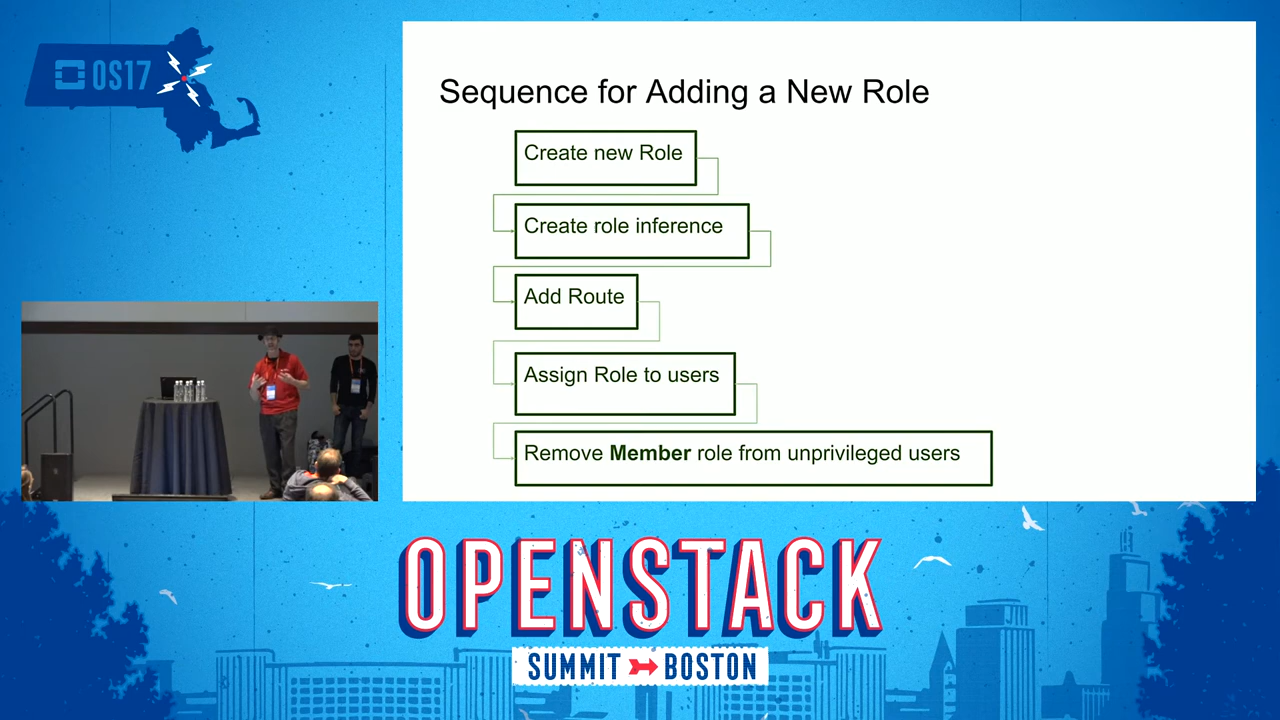 OS17
Sequence for Adding a New Role
Create new Role
Create role inference
Add Route
Assign Role to users
Remove Member role from unprivileged users
OPENSTACK
SUMMIT BOSTON